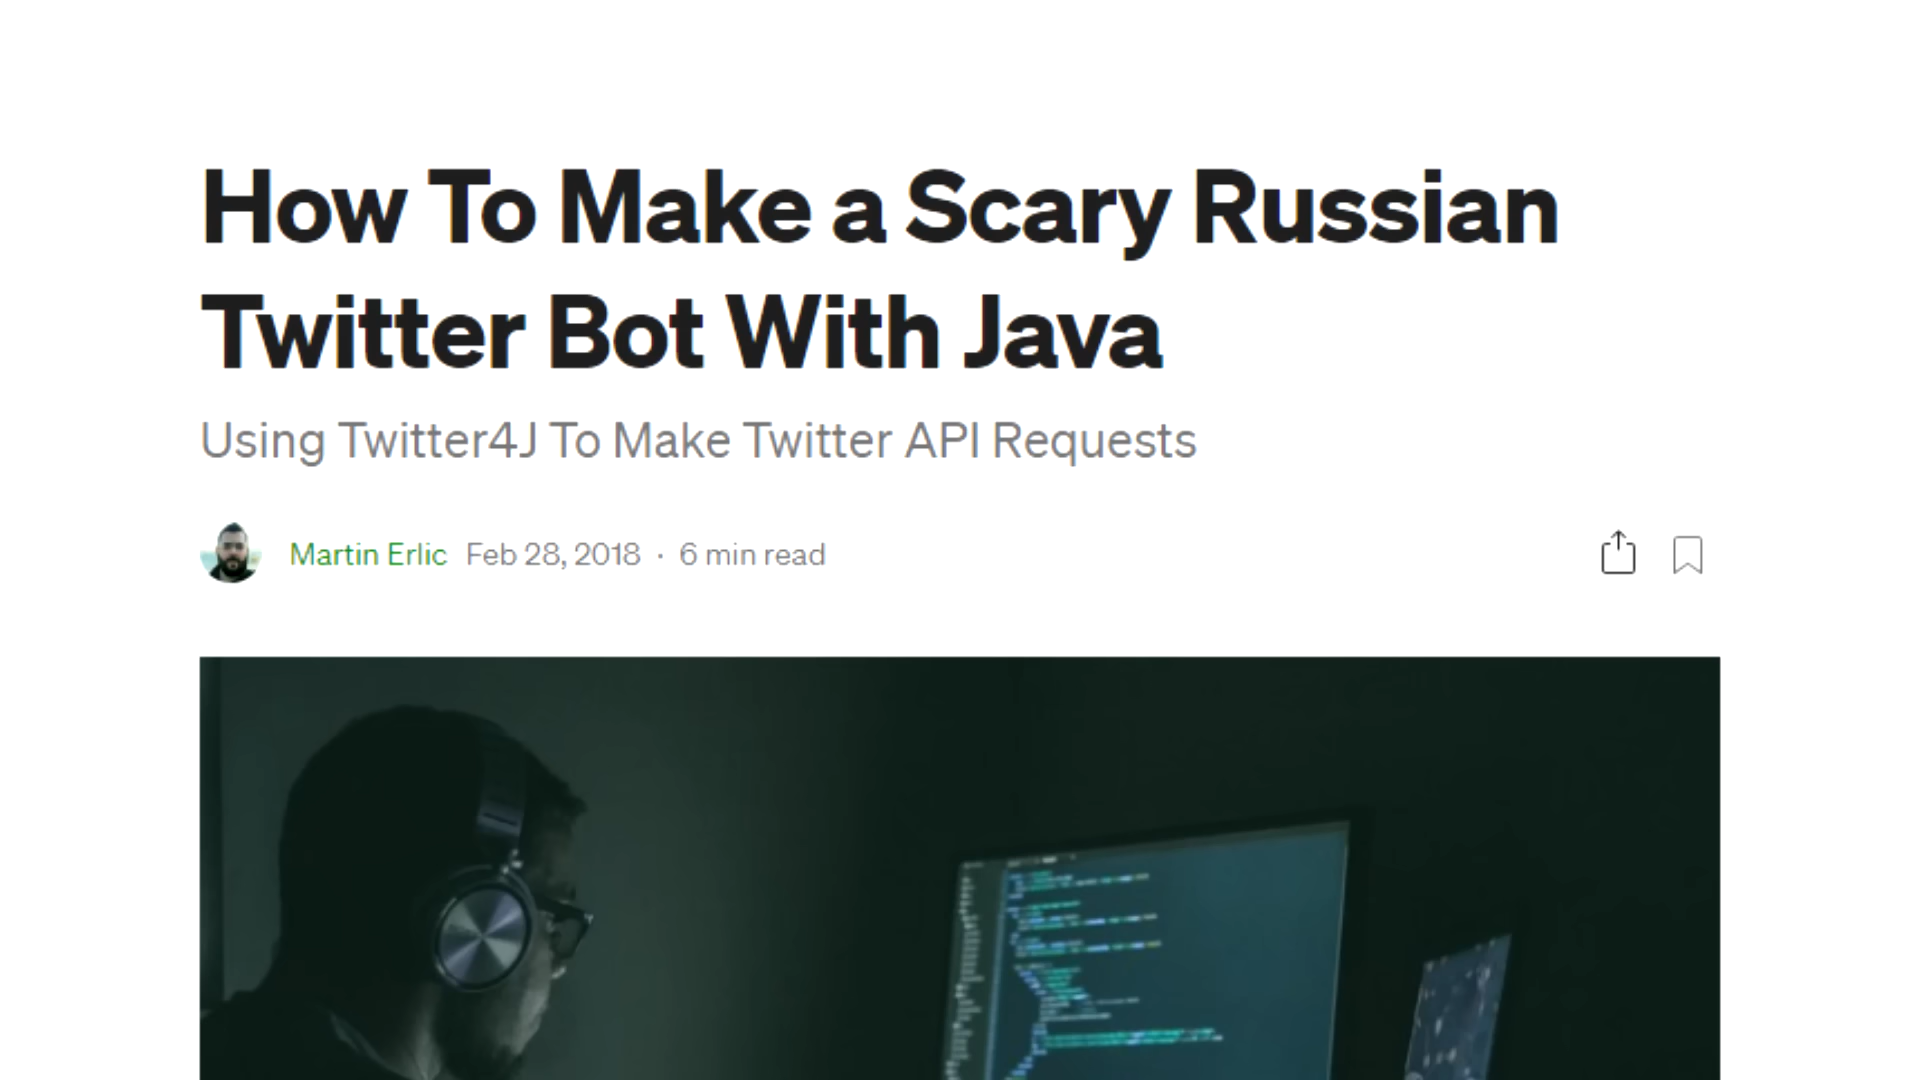 How To Make a Scary Russian
Twitter Bot With Java
Using Twitter4J To Make Twitter API Requests
Martin Erlic Feb 28, 2018 · 6 min read